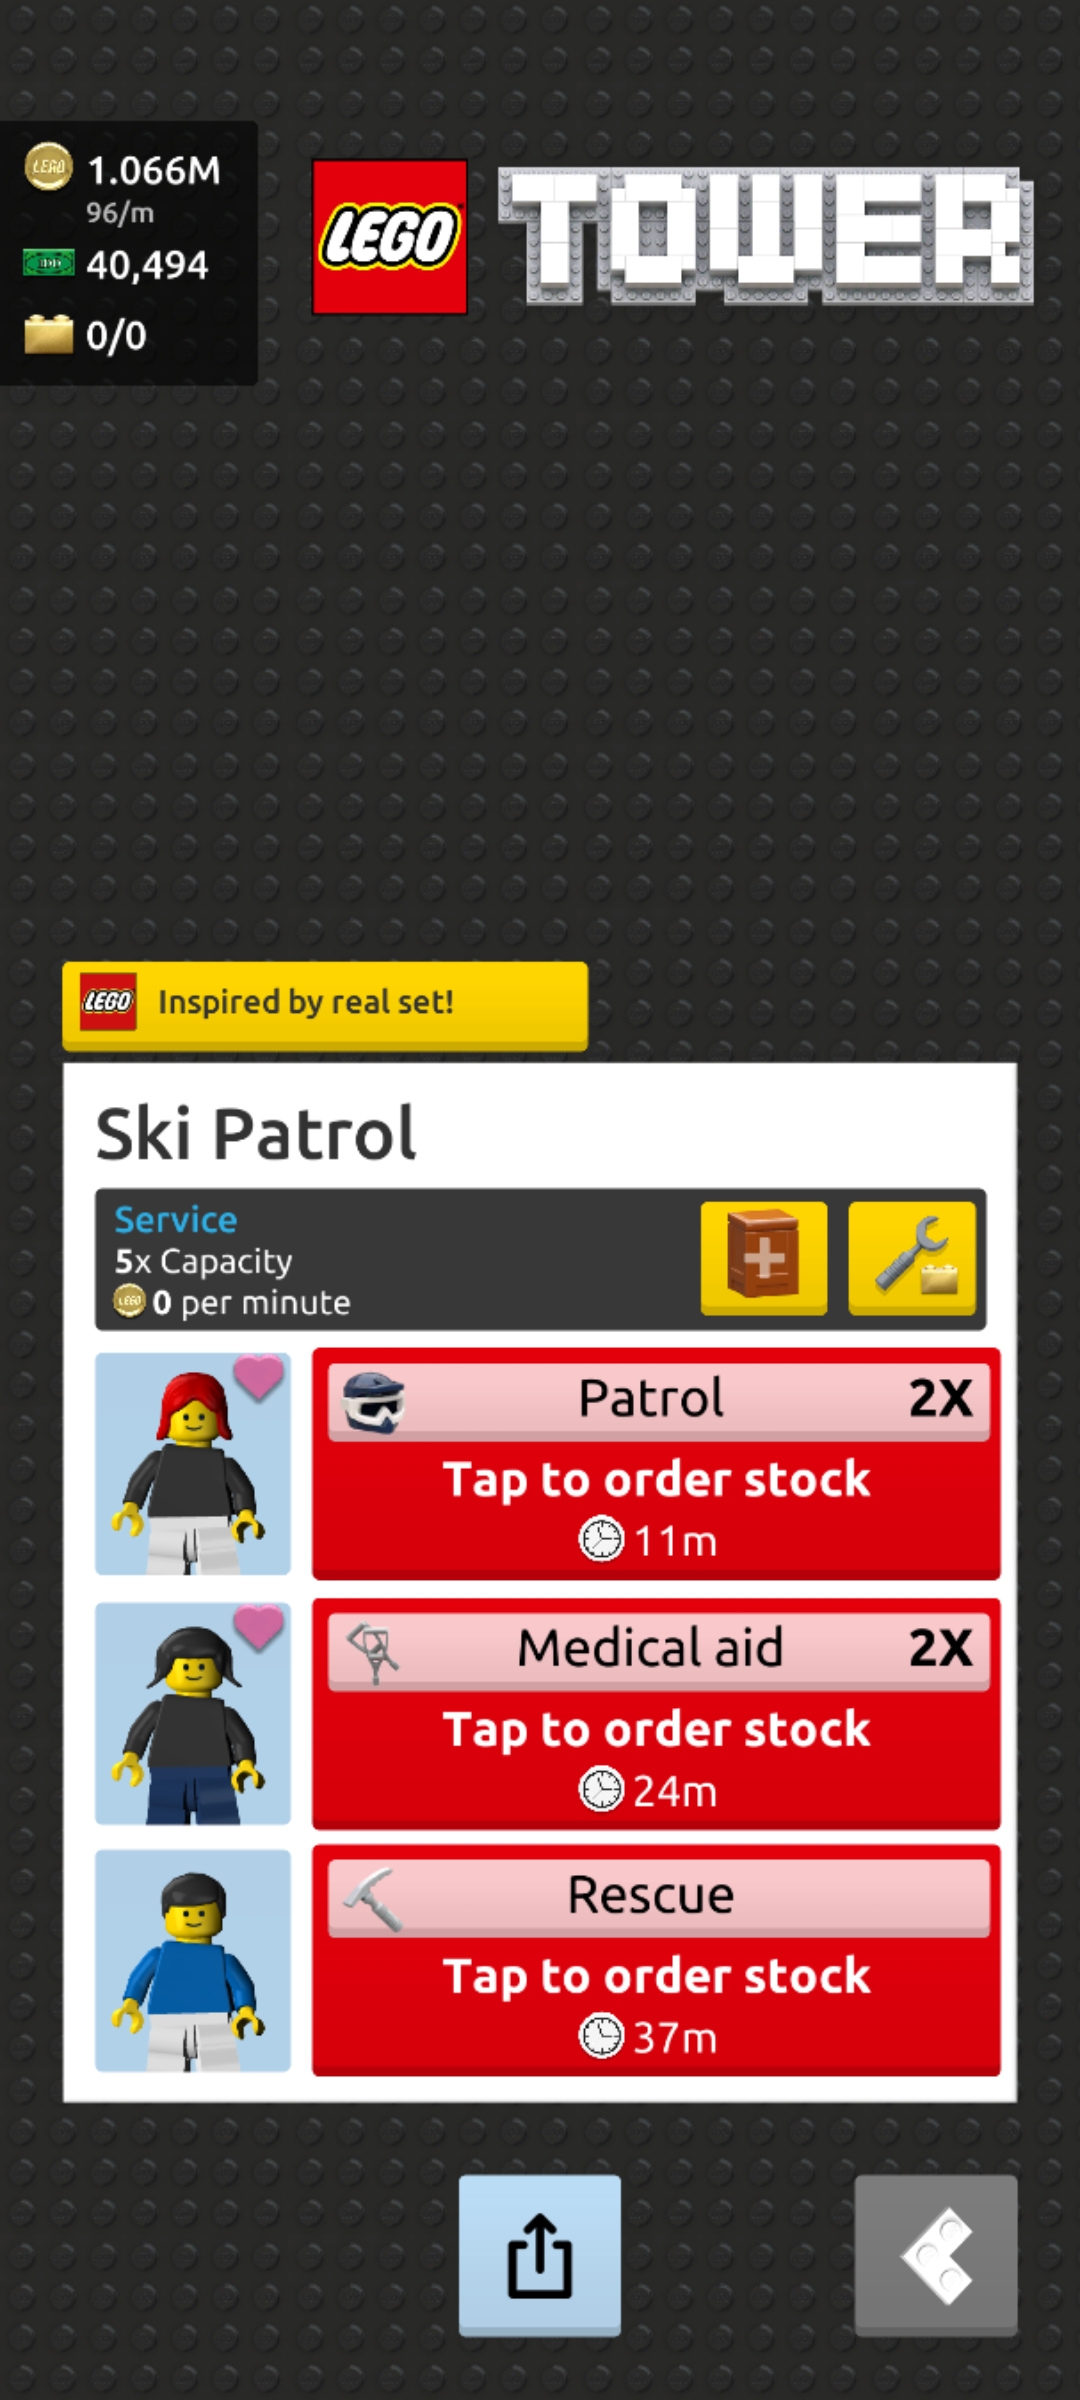 LEGO
1.066M
96/m
40,494
0/0
LEGO TOWER
LEGO Inspired by real set!
Ski Patrol
Service
5x Capacity
LEGO 0 per minute
Patrol 2X
Tap to order stock
11m
Medical aid 2X
Tap to order stock
24m
Rescue
Tap to order stock
37m